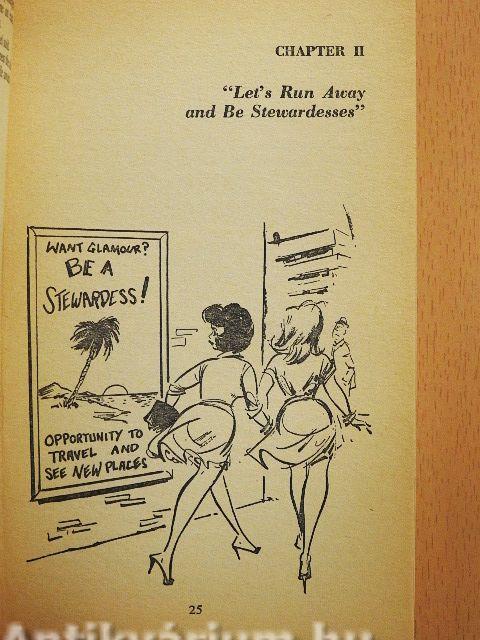 CHAPTER II
"Let's Run Away
and Be Stewardesses"
WANT GLAMOUR?
BE A
STEWARDESS!
OPPORTUNITY TO
TRAVEL AND
SEE NEW PLACES
25
Antikvárium.hu